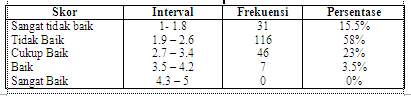 Skor Interval Frekuensi Persentase
Sangat tidak baik 1- 1.8 31 15.5%
Tidak Baik 1.9 – 2.6 116 58%
Cukup Baik 2.7 – 3.4 46 23%
Baik 3.5 – 4.2 7 3.5%
Sangat Baik 4.3 – 5 0 0%